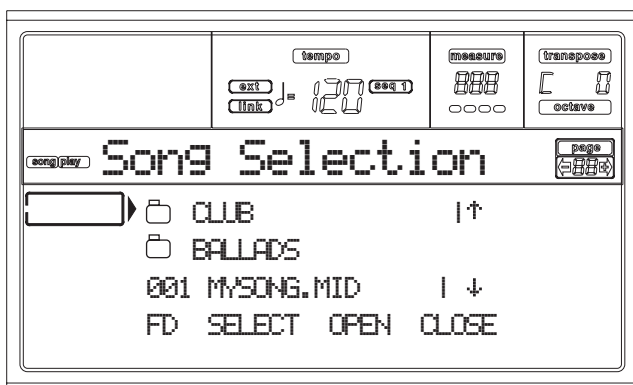 tempo
measure
transpose
ext
link
♩= 120
seq 1
888
C 0
octave
song play
Song Selection
page
88
CLUB |↑
BALLADS
001 MYSONG.MID | ↓
FD SELECT OPEN CLOSE